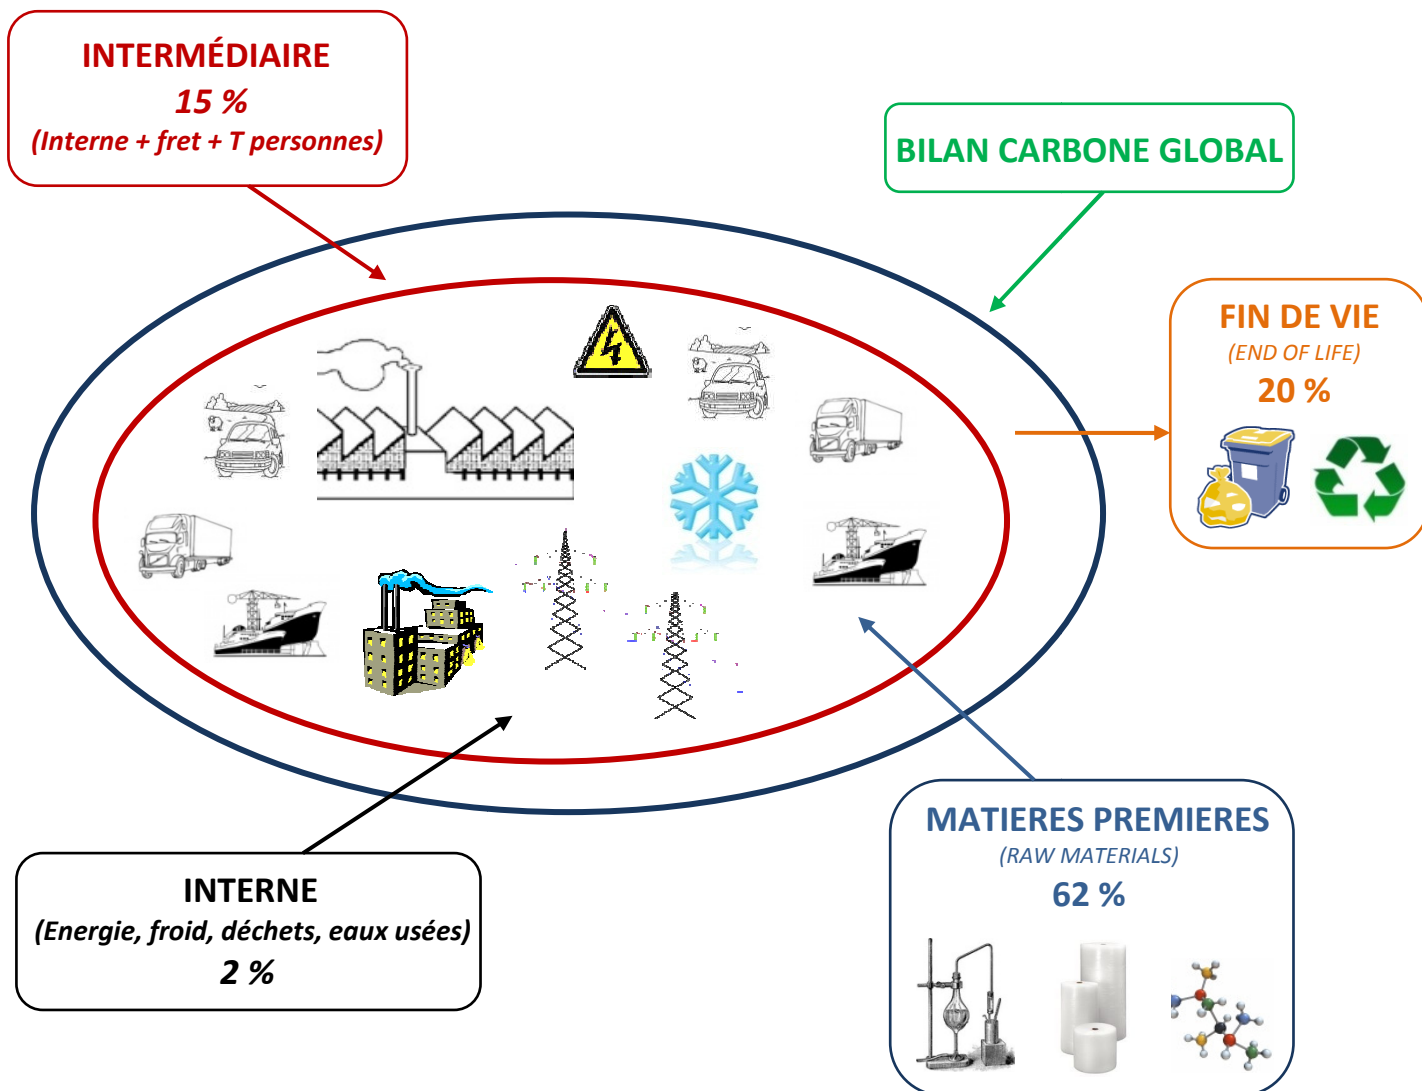 INTERMÉDIAIRE
15 %
(Interne + fret + T personnes)
BILAN CARBONE GLOBAL
FIN DE VIE
(END OF LIFE)
20 %
MATIERES PREMIERES
(RAW MATERIALS)
62 %
INTERNE
(Energie, froid, déchets, eaux usées)
2 %